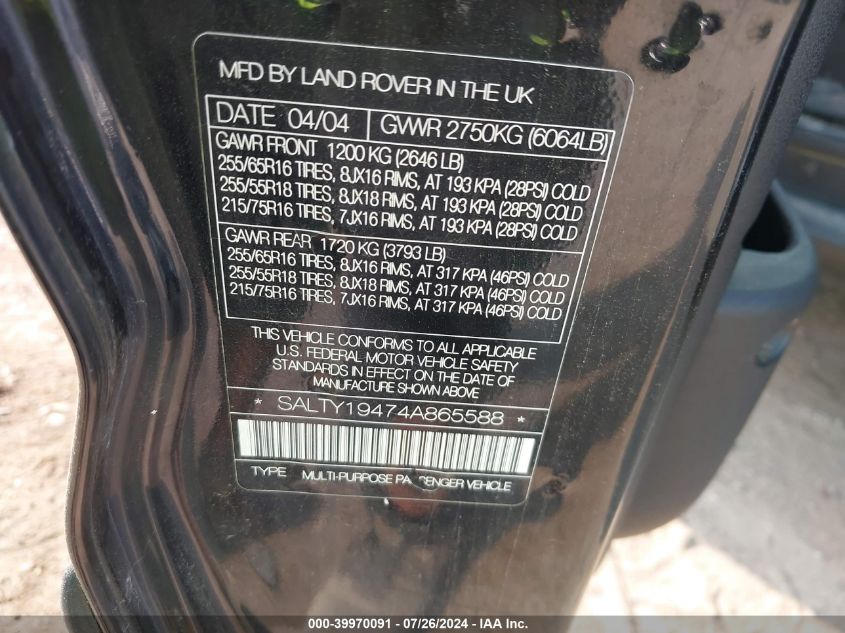 MFD BY LAND ROVER IN THE UK
DATE 04/04 GVWR 2750KG (6064LB)
GAWR FRONT 1200 KG (2646 LB)
255/65R16 TIRES, 8JX16 RIMS, AT 193 KPA (28PSI) COLD
255/55R18 TIRES, 8JX18 RIMS, AT 193 KPA (28PSI) COLD
215/75R16 TIRES, 7JX16 RIMS, AT 193 KPA (28PSI) COLD
GAWR REAR 1720 KG (3793 LB)
255/65R16 TIRES, 8JX16 RIMS, AT 317 KPA (46PSI) COLD
255/55R18 TIRES, 8JX18 RIMS, AT 317 KPA (46PSI) COLD
215/75R16 TIRES, 7JX16 RIMS, AT 317 KPA (46PSI) COLD
THIS VEHICLE CONFORMS TO ALL APPLICABLE
U.S. FEDERAL MOTOR VEHICLE SAFETY
STANDARDS IN EFFECT ON THE DATE OF
MANUFACTURE SHOWN ABOVE
* SALTY19474A865588 *
TYPE MULTI-PURPOSE PA SENGER VEHICLE
000-39970091 - 07/26/2024 - IAA Inc.